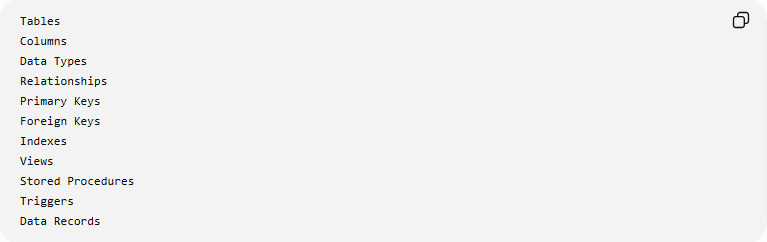 Tables
Columns
Data Types
Relationships
Primary Keys
Foreign Keys
Indexes
Views
Stored Procedures
Triggers
Data Records